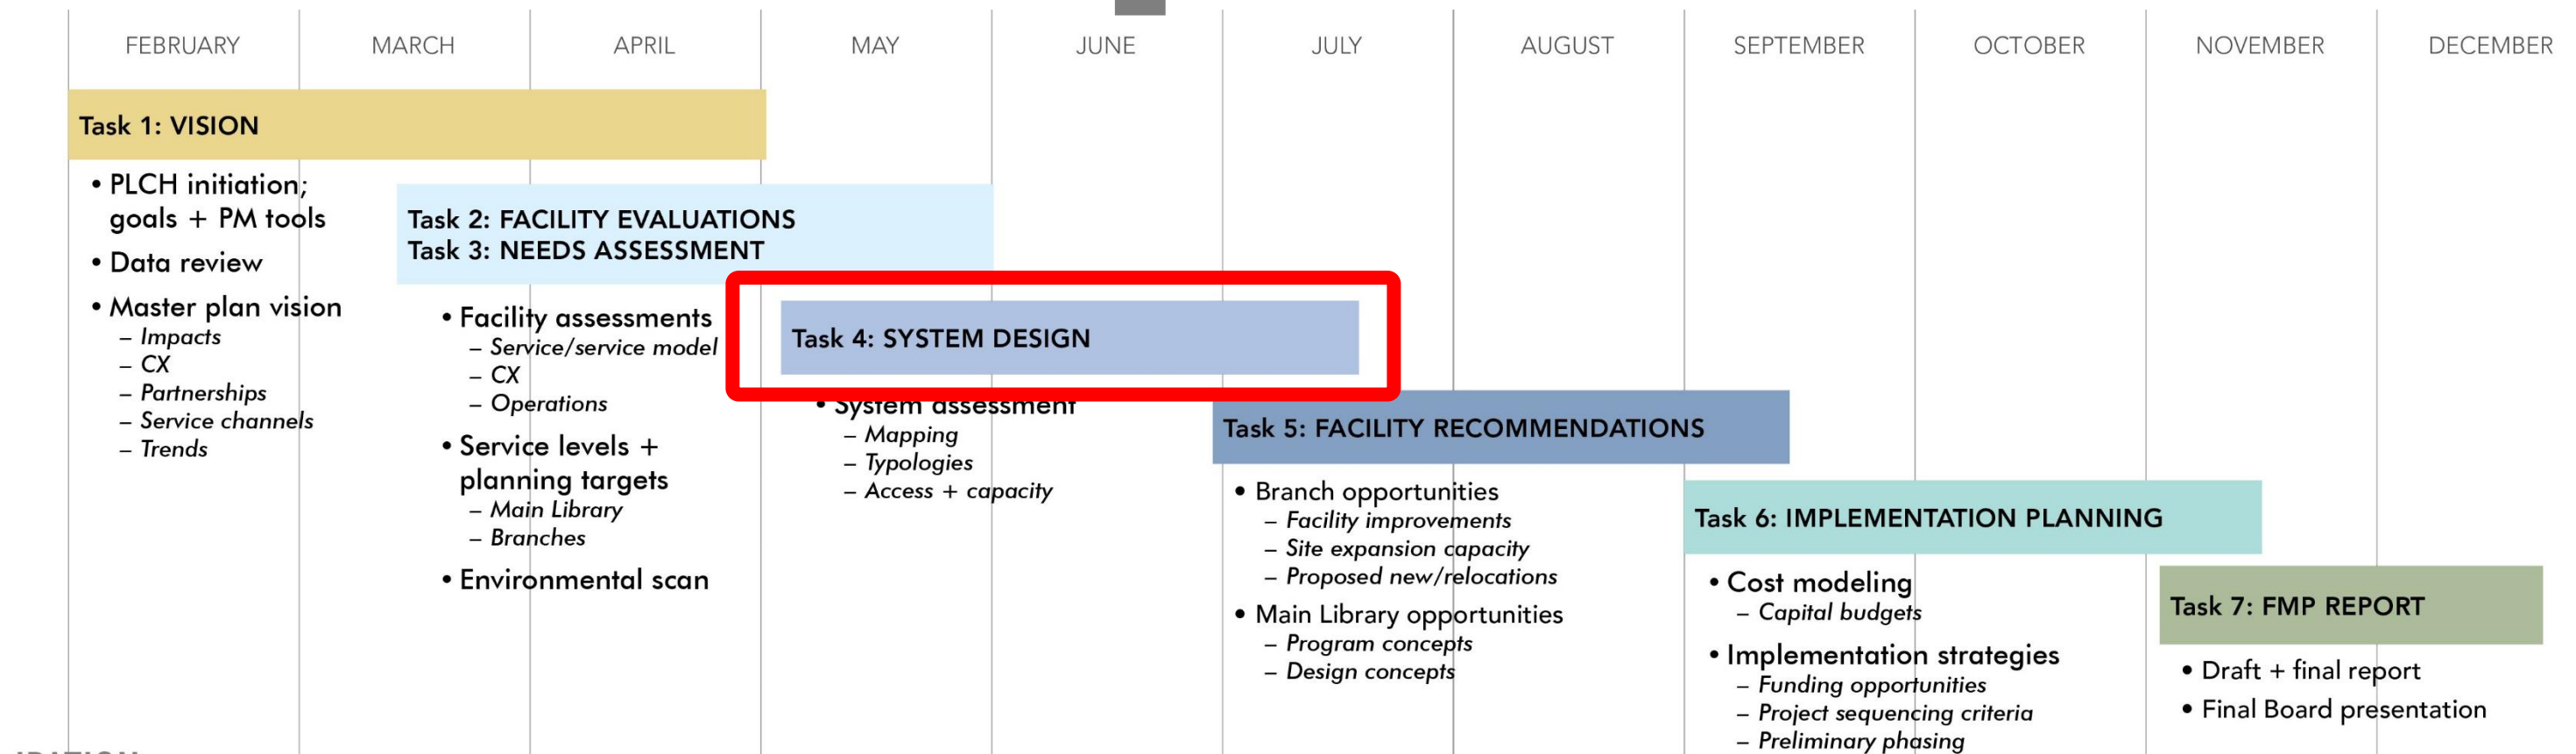 FEBRUARY MARCH APRIL MAY JUNE JULY AUGUST SEPTEMBER OCTOBER NOVEMBER DECEMBER
Task 1: VISION
• PLCH initiation;
goals + PM tools
• Data review
• Master plan vision
– Impacts
– CX
– Partnerships
– Service channels
– Trends
Task 2: FACILITY EVALUATIONS
Task 3: NEEDS ASSESSMENT
• Facility assessments
– Service/service model
– CX
– Operations
• Service levels +
planning targets
– Main Library
– Branches
• Environmental scan
Task 4: SYSTEM DESIGN
• System assessment
– Mapping
– Typologies
– Access + capacity
Task 5: FACILITY RECOMMENDATIONS
• Branch opportunities
– Facility improvements
– Site expansion capacity
– Proposed new/relocations
• Main Library opportunities
– Program concepts
– Design concepts
Task 6: IMPLEMENTATION PLANNING
• Cost modeling
– Capital budgets
• Implementation strategies
– Funding opportunities
– Project sequencing criteria
– Preliminary phasing
Task 7: FMP REPORT
• Draft + final report
• Final Board presentation